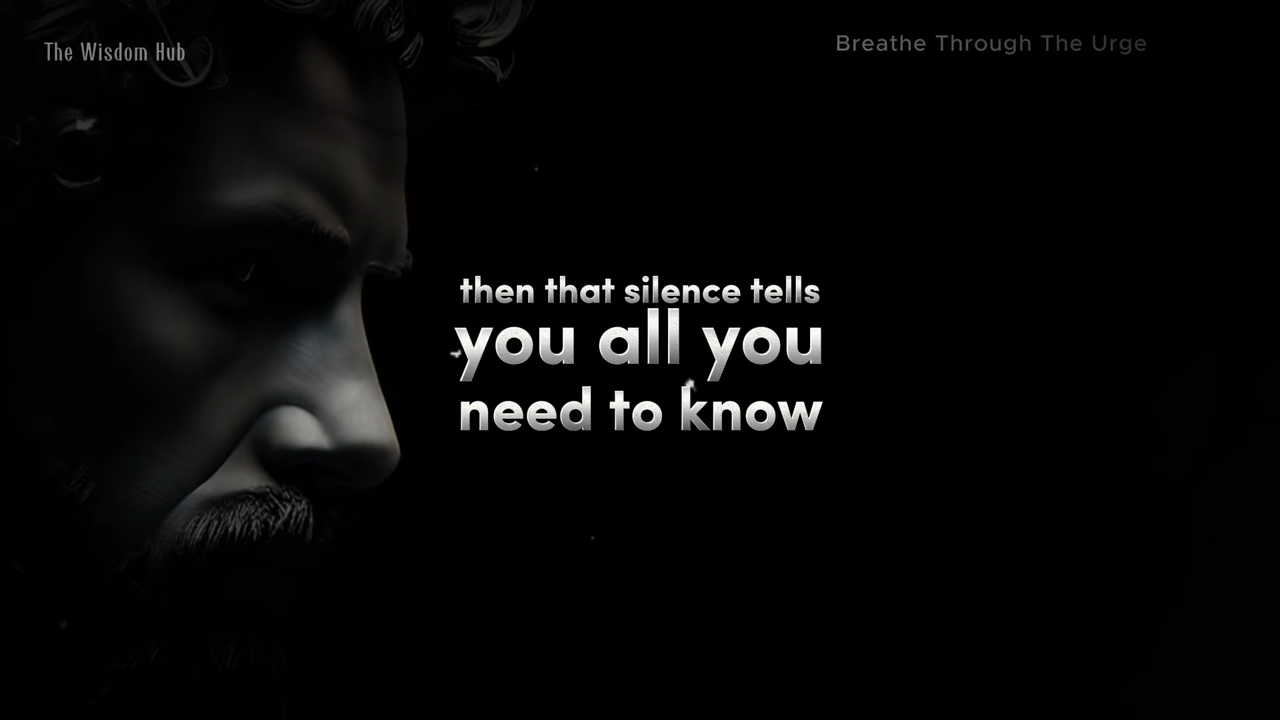 The Wisdom Hub
Breathe Through The Urge
then that silence tells
you all you
need to know